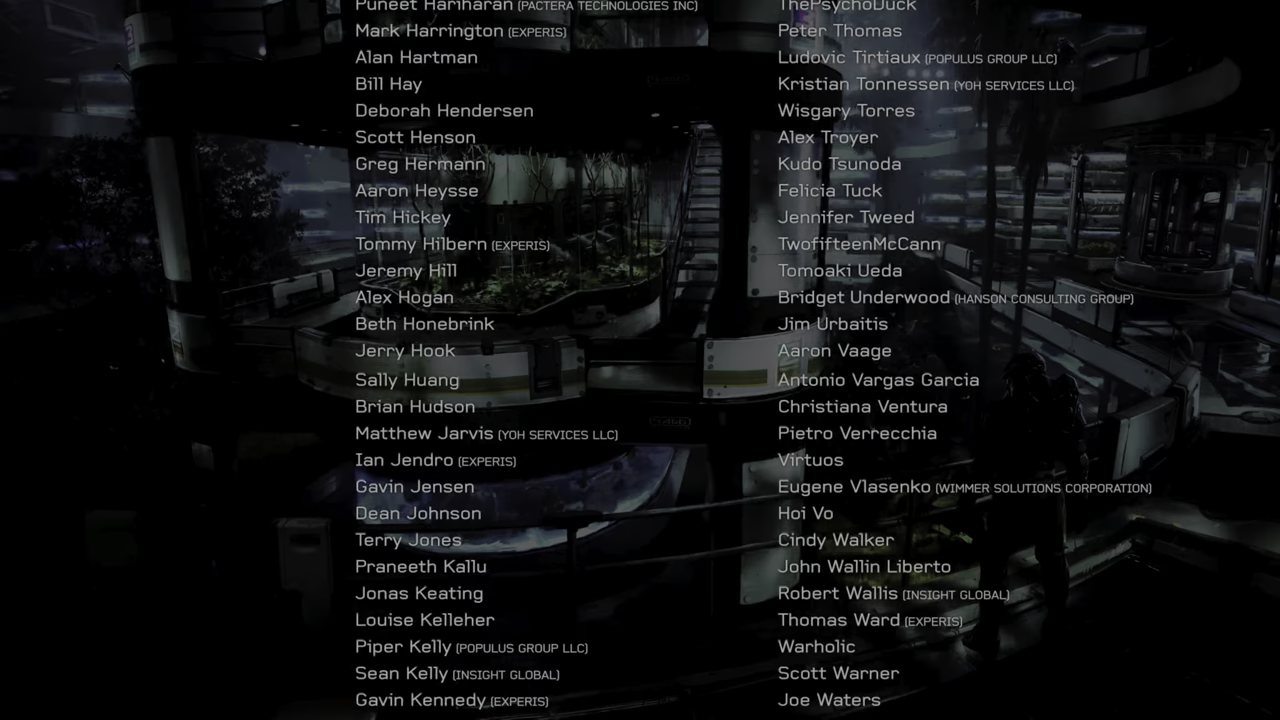 Puneet Hariharan (PACTERA TECHNOLOGIES INC)
Mark Harrington (EXPERIS)
Alan Hartman
Bill Hay
Deborah Hendersen
Scott Henson
Greg Hermann
Aaron Heysse
Tim Hickey
Tommy Hilbern (EXPERIS)
Jeremy Hill
Alex Hogan
Beth Honebrink
Jerry Hook
Sally Huang
Brian Hudson
Matthew Jarvis (YOH SERVICES LLC)
Ian Jendro (EXPERIS)
Gavin Jensen
Dean Johnson
Terry Jones
Praneeth Kallu
Jonas Keating
Louise Kelleher
Piper Kelly (POPULUS GROUP LLC)
Sean Kelly (INSIGHT GLOBAL)
Gavin Kennedy (EXPERIS)
ThePsychoDuck
Peter Thomas
Ludovic Tirtiaux (POPULUS GROUP LLC)
Kristian Tonnessen (YOH SERVICES LLC)
Wisgary Torres
Alex Troyer
Kudo Tsunoda
Felicia Tuck
Jennifer Tweed
TwofifteenMcCann
Tomoaki Ueda
Bridget Underwood (HANSON CONSULTING GROUP)
Jim Urbaitis
Aaron Vaage
Antonio Vargas Garcia
Christiana Ventura
Pietro Verrecchia
Virtuos
Eugene Vlasenko (WIMMER SOLUTIONS CORPORATION)
Hoi Vo
Cindy Walker
John Wallin Liberto
Robert Wallis (INSIGHT GLOBAL)
Thomas Ward (EXPERIS)
Warholic
Scott Warner
Joe Waters